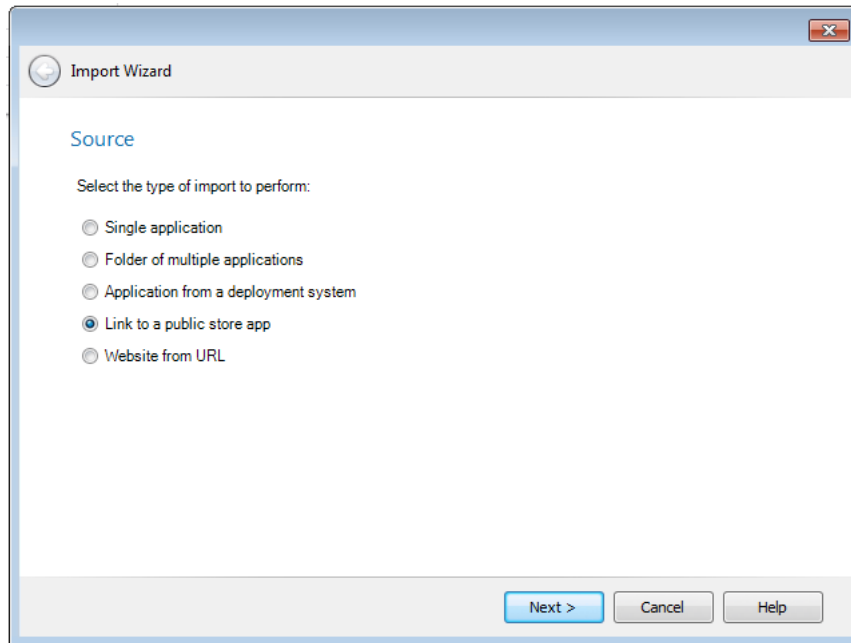 Import Wizard
Source
Select the type of import to perform:
Single application
Folder of multiple applications
Application from a deployment system
Link to a public store app
Website from URL
Next >
Cancel
Help